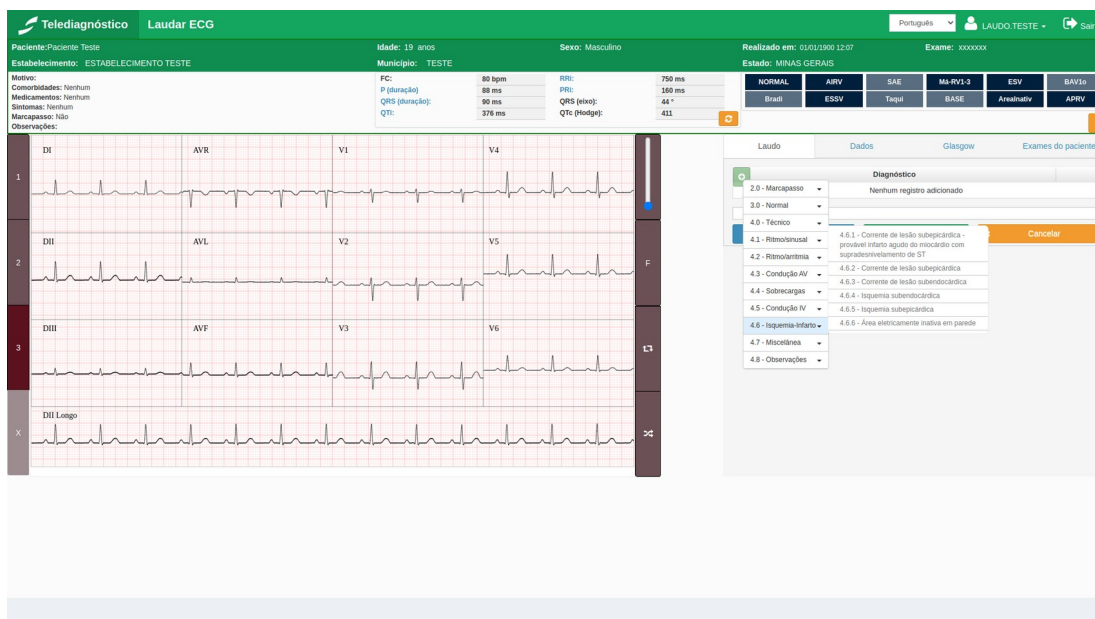 Telediagnóstico Laudar ECG Português LAUDO.TESTE Sair
Paciente:Paciente Teste Idade: 19 anos Sexo: Masculino Realizado em: 01/01/1900 12:07 Exame: xxxxxxx
Estabelecimento: ESTABELECIMENTO TESTE Município: TESTE Estado: MINAS GERAIS
Motivo:
Comorbidades: Nenhum
Medicamentos: Nenhum
Sintomas: Nenhum
Marcapasso: Não
Observações:
FC: 80 bpm RRi: 750 ms
P (duração) 88 ms PRi: 160 ms
QRS (duração): 90 ms QRS (eixo): 44 °
QTi: 376 ms QTc (Hodge): 411
NORMAL AIRV SAE Má-RV1-3 ESV BAV1o
Bradi ESSV Taqui BASE AreaInativ APRV
1
2
3
X
DI AVR V1 V4
DII AVL V2 V5
DIII AVF V3 V6
DII Longo
F
Laudo Dados Glasgow Exames do paciente
Diagnóstico
Nenhum registro adicionado
Cancelar
2.0 - Marcapasso
3.0 - Normal
4.0 - Técnico
4.1 - Ritmo/sinusal
4.2 - Ritmo/arritmia
4.3 - Condução AV
4.4 - Sobrecargas
4.5 - Condução IV
4.6 - Isquemia-Infarto
4.7 - Miscelânea
4.8 - Observações
4.6.1 - Corrente de lesão subepicárdica -
provável infarto agudo do miocárdio com
supradesnivelamento de ST
4.6.2 - Corrente de lesão subepicárdica
4.6.3 - Corrente de lesão subendocárdica
4.6.4 - Isquemia subendocárdica
4.6.5 - Isquemia subepicárdica
4.6.6 - Área eletricamente inativa em parede